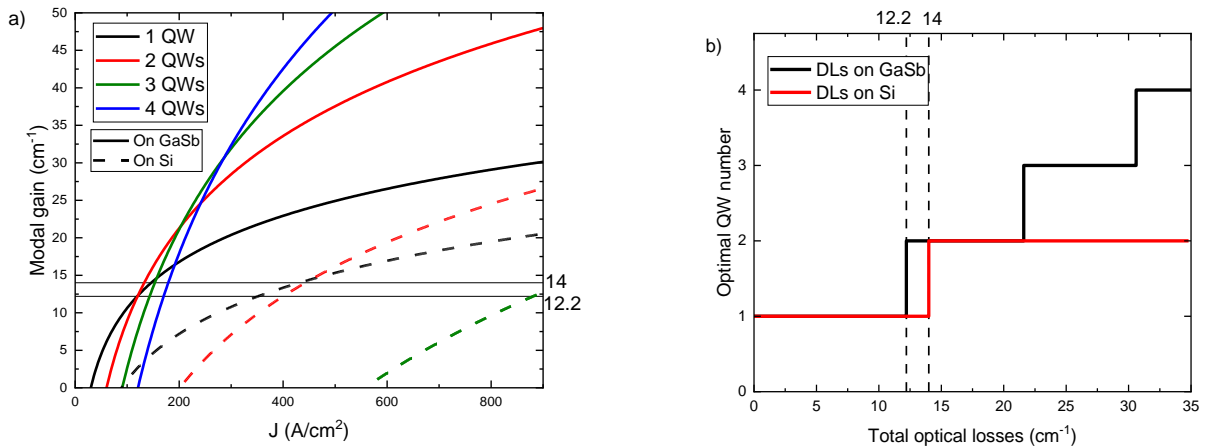 a)
50
45
40
35
30
25
20
15
10
5
0
Modal gain (cm⁻¹)
1 QW
2 QWs
3 QWs
4 QWs
On GaSb
On Si
14
12.2
200
400
600
800
J (A/cm²)
b)
12.2 14
DLs on GaSb
DLs on Si
Optimal QW number
4
3
2
1
0
0 5 10 15 20 25 30 35
Total optical losses (cm⁻¹)